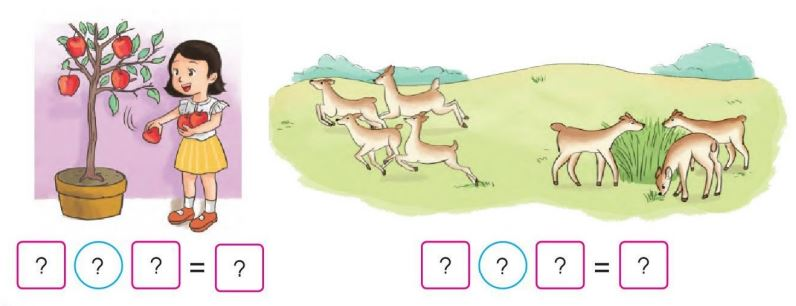 ? ? ? = ? ? ? ? = ?